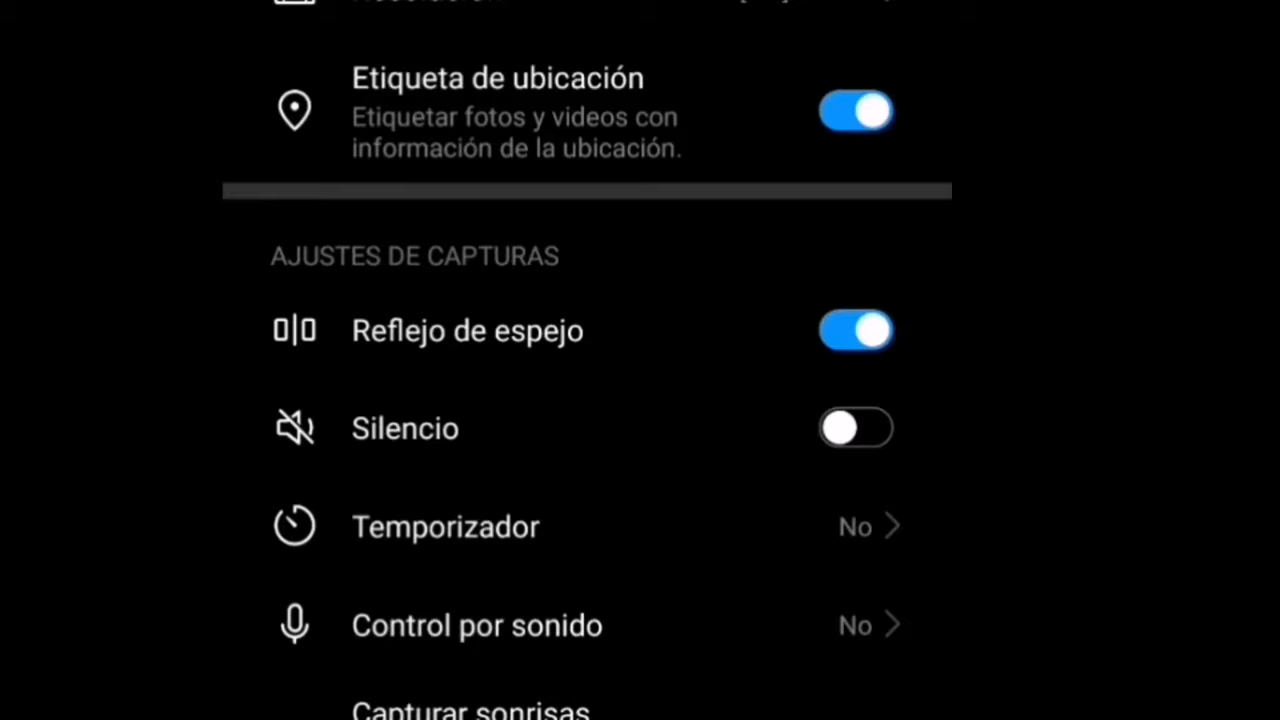 Etiqueta de ubicación
Etiquetar fotos y videos con
información de la ubicación.
AJUSTES DE CAPTURAS
Reflejo de espejo
Silencio
Temporizador
No
Control por sonido
No
Capturar sonrisas